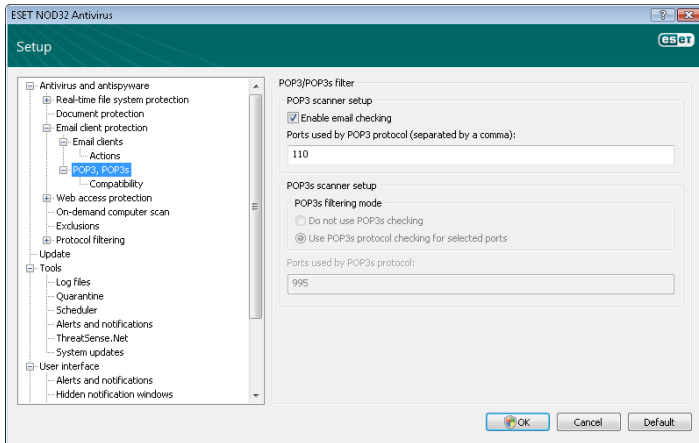 ESET NOD32 Antivirus
Setup
eset
Antivirus and antispyware
Real-time file system protection
Document protection
Email client protection
Email clients
Actions
POP3, POP3s
Compatibility
Web access protection
On-demand computer scan
Exclusions
Protocol filtering
Update
Tools
Log files
Quarantine
Scheduler
Alerts and notifications
ThreatSense.Net
System updates
User interface
Alerts and notifications
Hidden notification windows
POP3/POP3s filter
POP3 scanner setup
Enable email checking
Ports used by POP3 protocol (separated by a comma):
110
POP3s scanner setup
POP3s filtering mode
Do not use POP3s checking
Use POP3s protocol checking for selected ports
Ports used by POP3s protocol:
995
OK
Cancel
Default